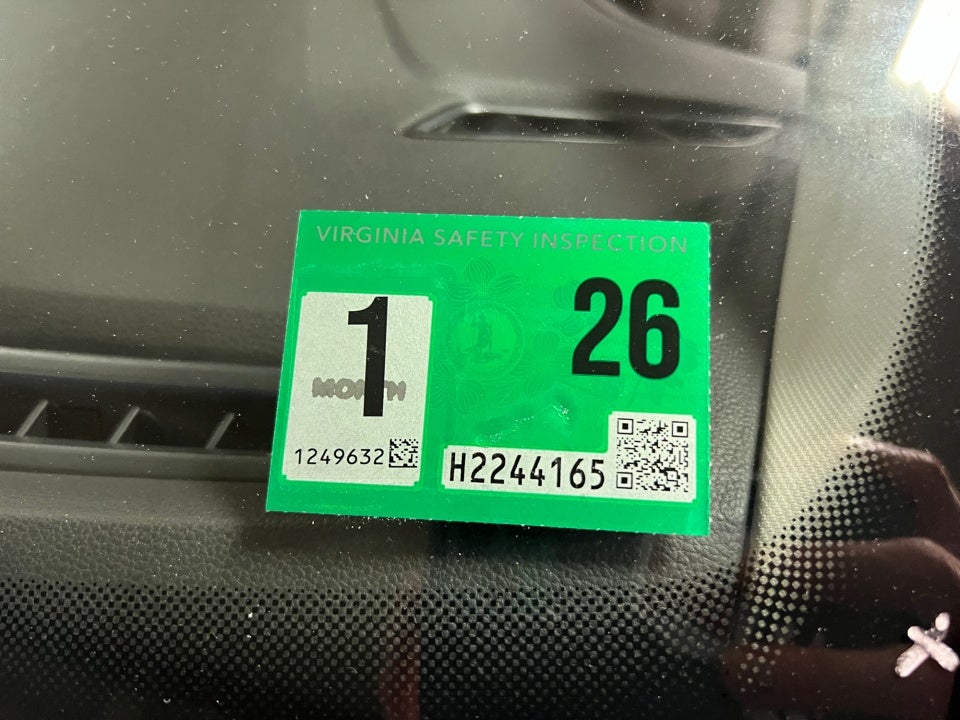 VIRGINIA SAFETY INSPECTION
1
26
MONTH
1249632
H2244165